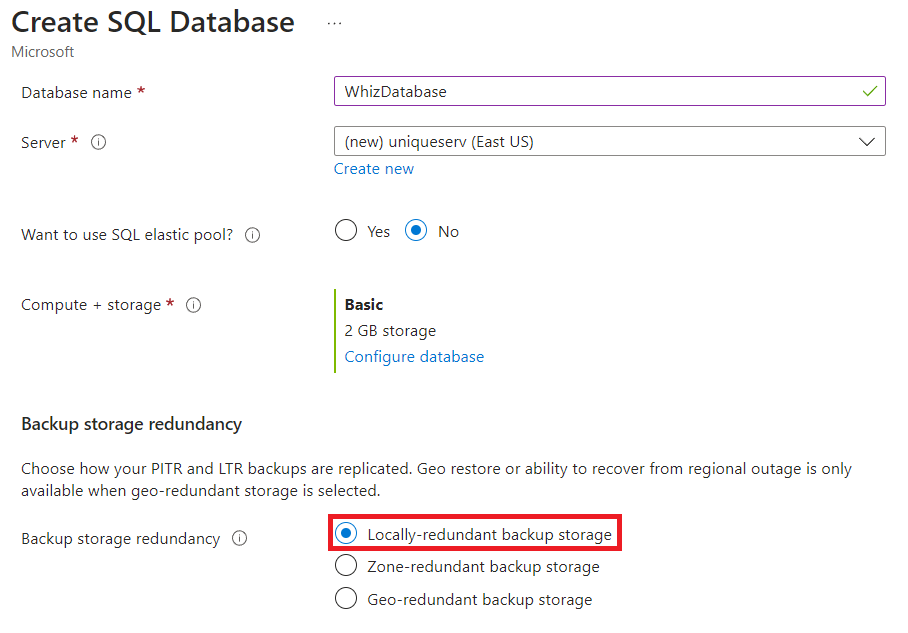 Create SQL Database ...
Microsoft
Database name * WhizDatabase
Server * (new) uniqueserv (East US)
Create new
Want to use SQL elastic pool? Yes No
Compute + storage * Basic
2 GB storage
Configure database
Backup storage redundancy
Choose how your PITR and LTR backups are replicated. Geo restore or ability to recover from regional outage is only
available when geo-redundant storage is selected.
Backup storage redundancy Locally-redundant backup storage
Zone-redundant backup storage
Geo-redundant backup storage